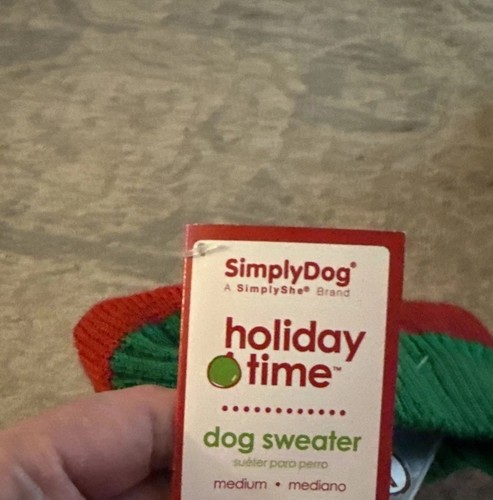 SimplyDog®
A SimplyShe® Brand
holiday
time™
dog sweater
suéter para perro
medium • mediano